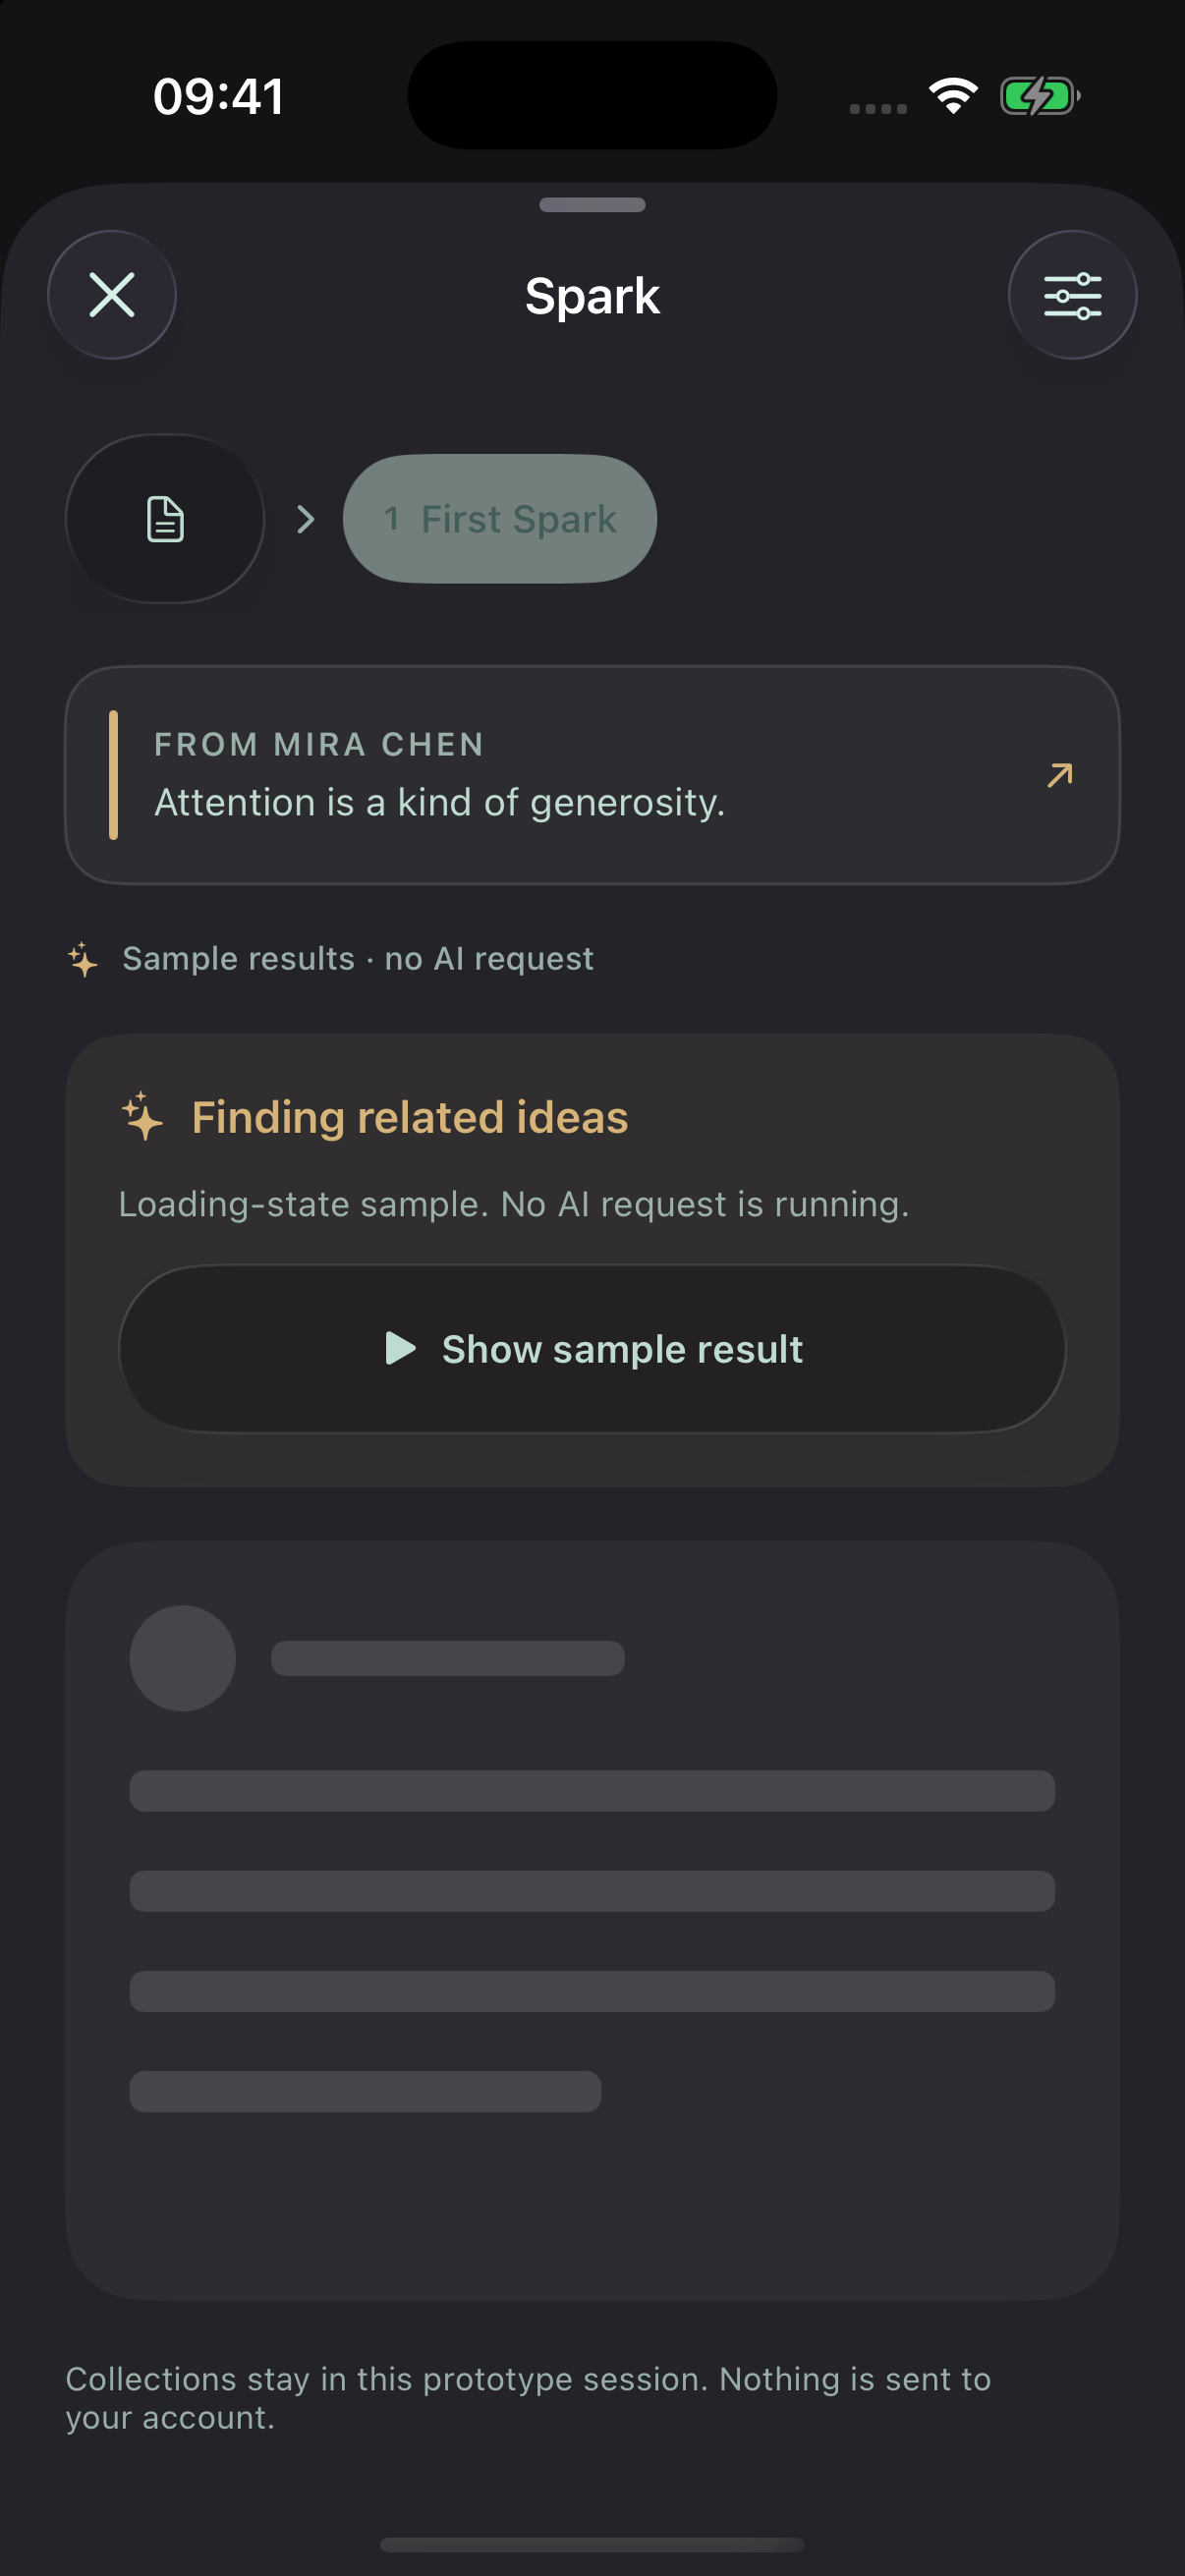 09:41
Spark
1 First Spark
FROM MIRA CHEN
Attention is a kind of generosity.
Sample results · no AI request
Finding related ideas
Loading-state sample. No AI request is running.
Show sample result
Collections stay in this prototype session. Nothing is sent to
your account.